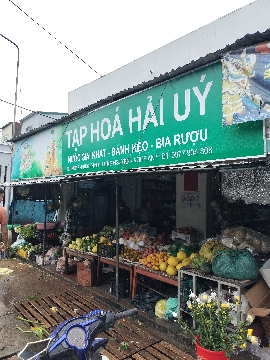 TẠP HOÁ HẢI UÝ
NƯỚC GIẢI KHÁT - BÁNH KẸO - BIA RƯỢU